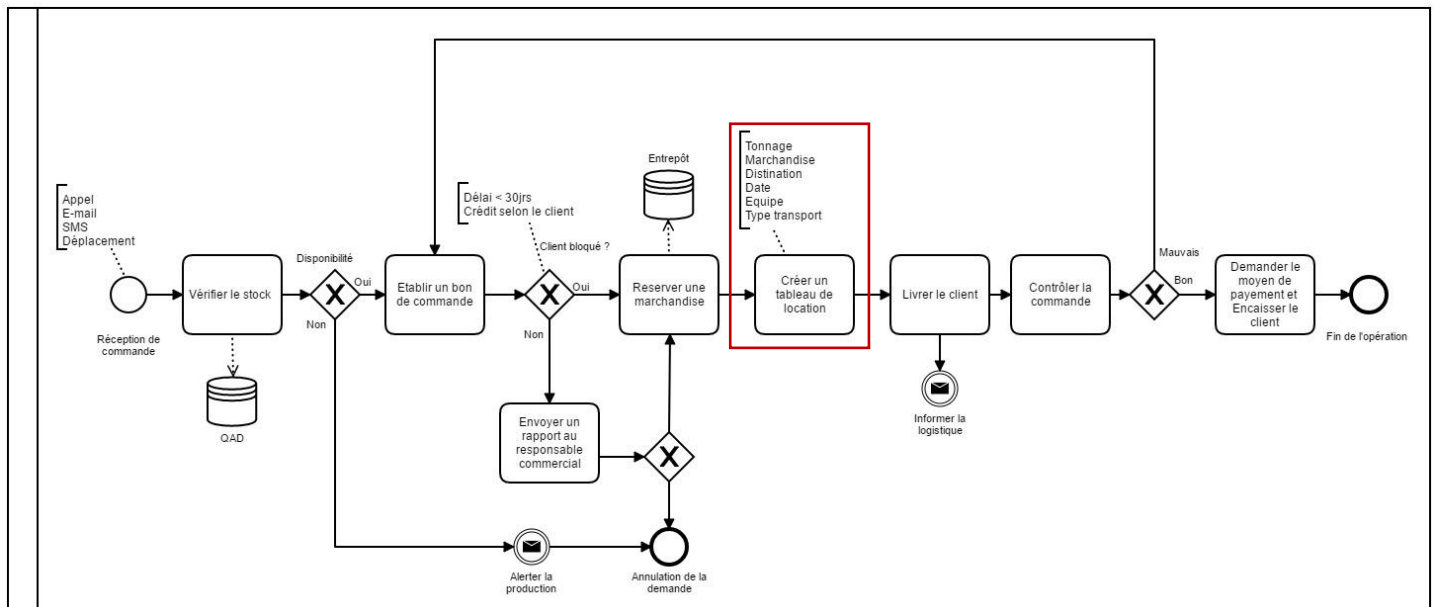 Appel
E-mail
SMS
Déplacement
Réception de
commande
Vérifier le stock
QAD
Disponibilité
Oui
Non
Etablir un bon
de commande
Délai < 30jrs
Crédit selon le client
Client bloqué ?
Oui
Non
Envoyer un
rapport au
responsable
commercial
Alerter la
production
Annulation de la
demande
Entrepôt
Reserver une
marchandise
Tonnage
Marchandise
Distination
Date
Equipe
Type transport
Créer un
tableau de
location
Livrer le client
Informer la
logistique
Contrôler la
commande
Mauvais
Bon
Demander le
moyen de
payement et
Encaisser le
client
Fin de l'opération